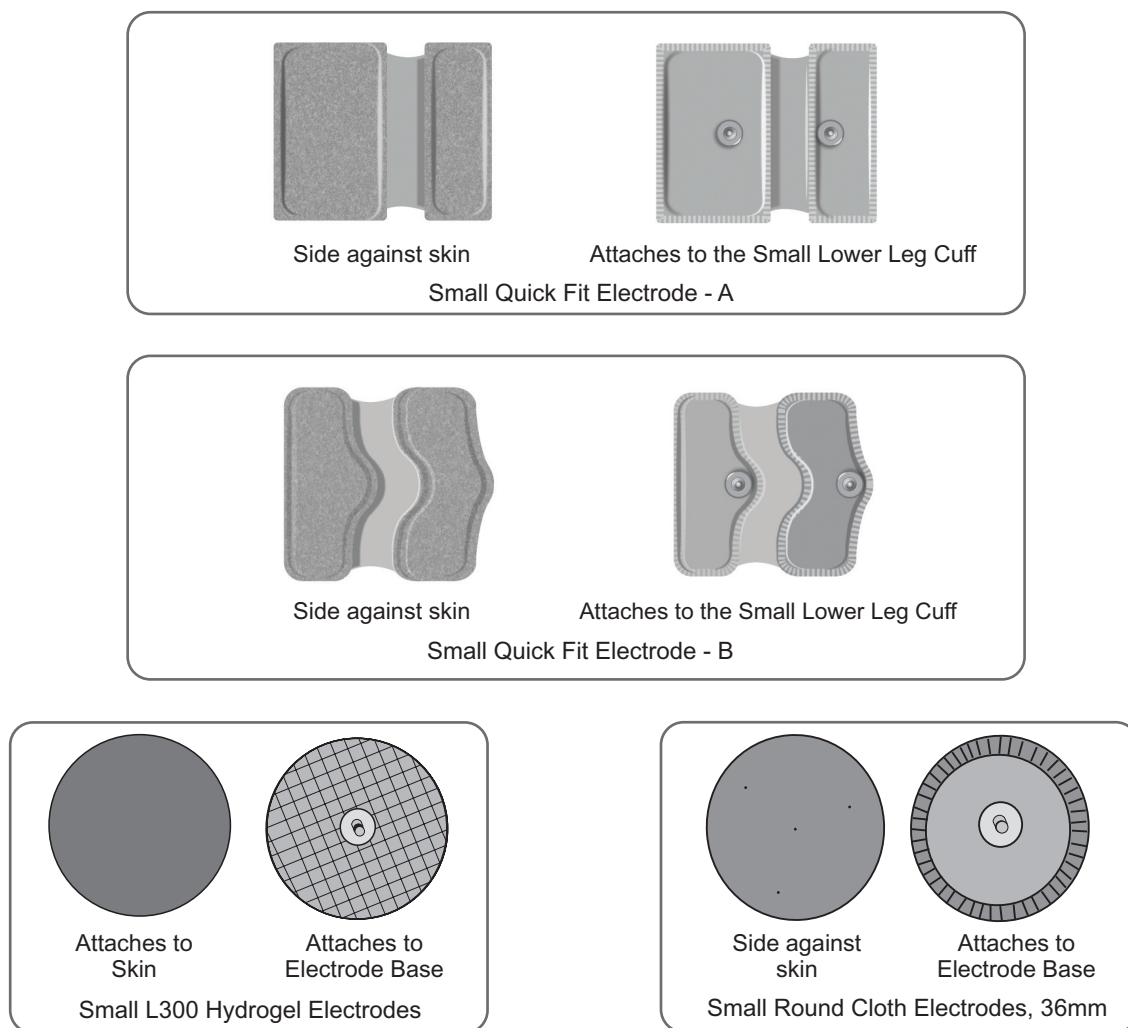 Side against skin
Attaches to the Small Lower Leg Cuff
Small Quick Fit Electrode - A
Side against skin
Attaches to the Small Lower Leg Cuff
Small Quick Fit Electrode - B
Attaches to
Skin
Attaches to
Electrode Base
Small L300 Hydrogel Electrodes
Side against
skin
Attaches to
Electrode Base
Small Round Cloth Electrodes, 36mm